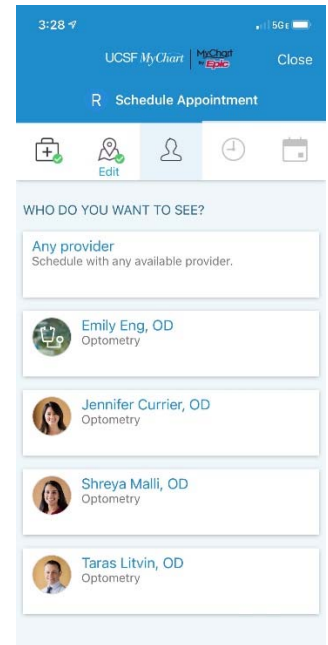 3:28
5G E
UCSF MyChart MyChart by Epic Close
R Schedule Appointment
Edit
WHO DO YOU WANT TO SEE?
Any provider
Schedule with any available provider.
Emily Eng, OD
Optometry
Jennifer Currier, OD
Optometry
Shreya Malli, OD
Optometry
Taras Litvin, OD
Optometry